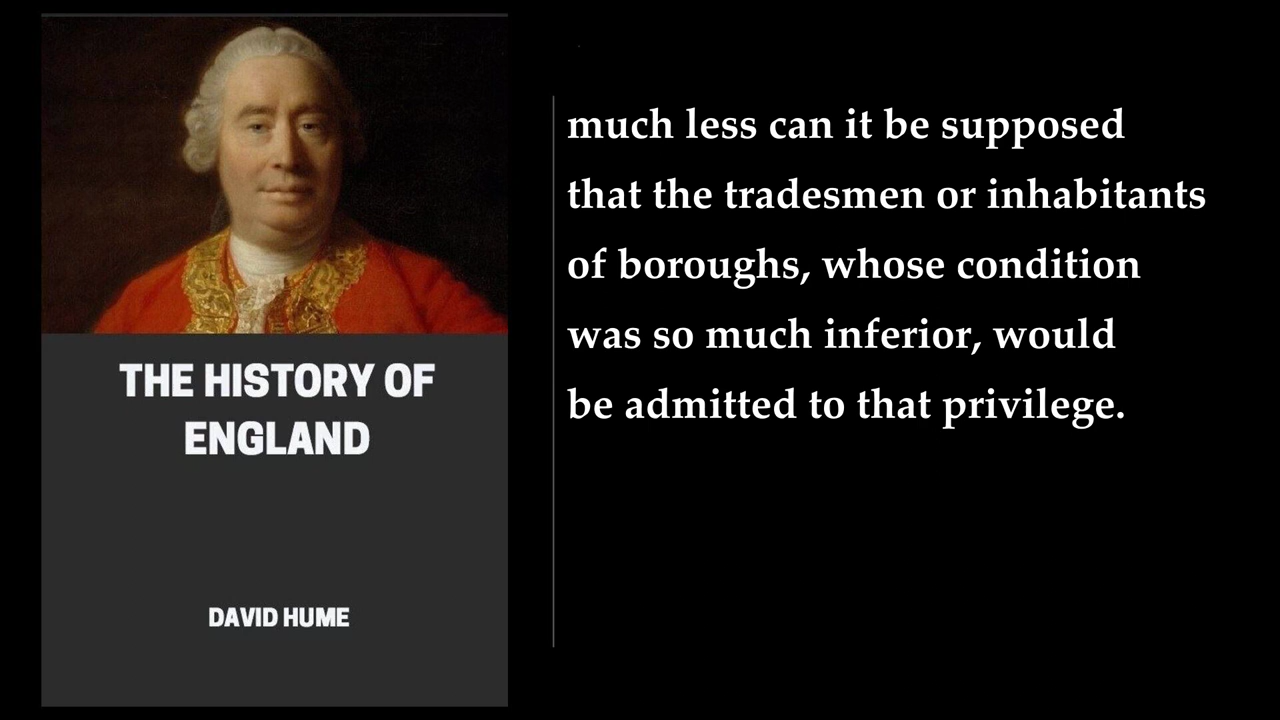 THE HISTORY OF
ENGLAND
DAVID HUME
much less can it be supposed
that the tradesmen or inhabitants
of boroughs, whose condition
was so much inferior, would
be admitted to that privilege.